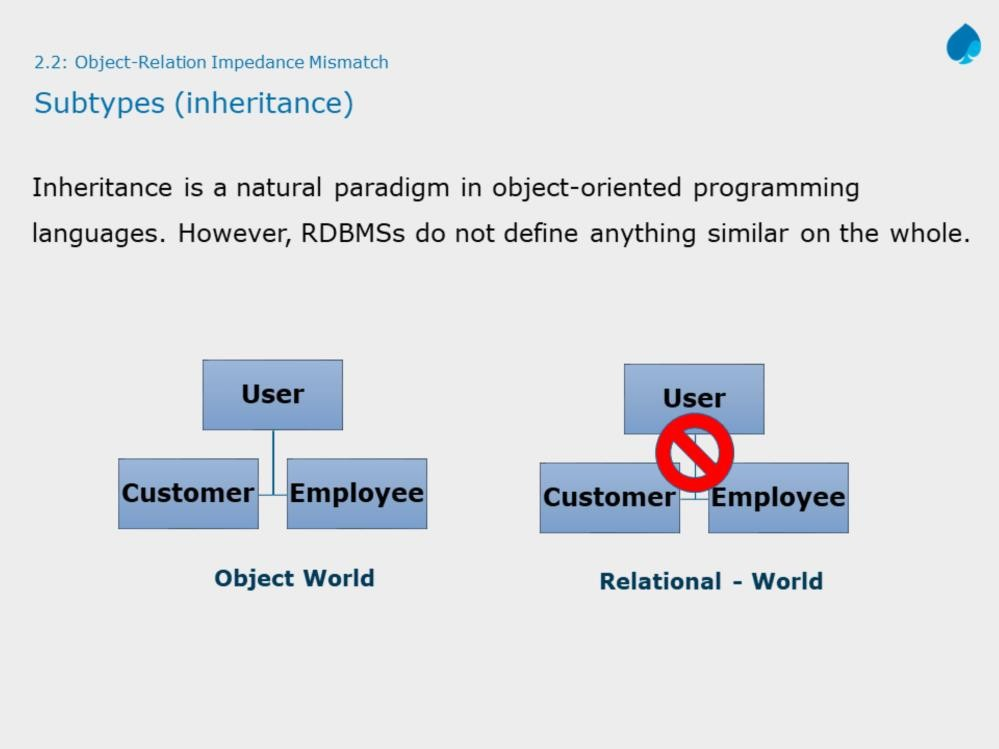 2.2: Object-Relation Impedance Mismatch
Subtypes (inheritance)
Inheritance is a natural paradigm in object-oriented programming
languages. However, RDBMSs do not define anything similar on the whole.
User
Customer
Employee
Object World
User
Customer
Employee
Relational - World